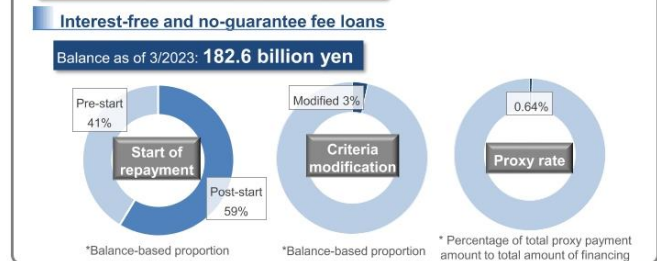 Interest-free and no-guarantee fee loans
Balance as of 3/2023: 182.6 billion yen
Pre-start
41%
Start of
repayment
Post-start
59%
*Balance-based proportion
Modified 3%
Criteria
modification
*Balance-based proportion
0.64%
Proxy rate
* Percentage of total proxy payment
amount to total amount of financing